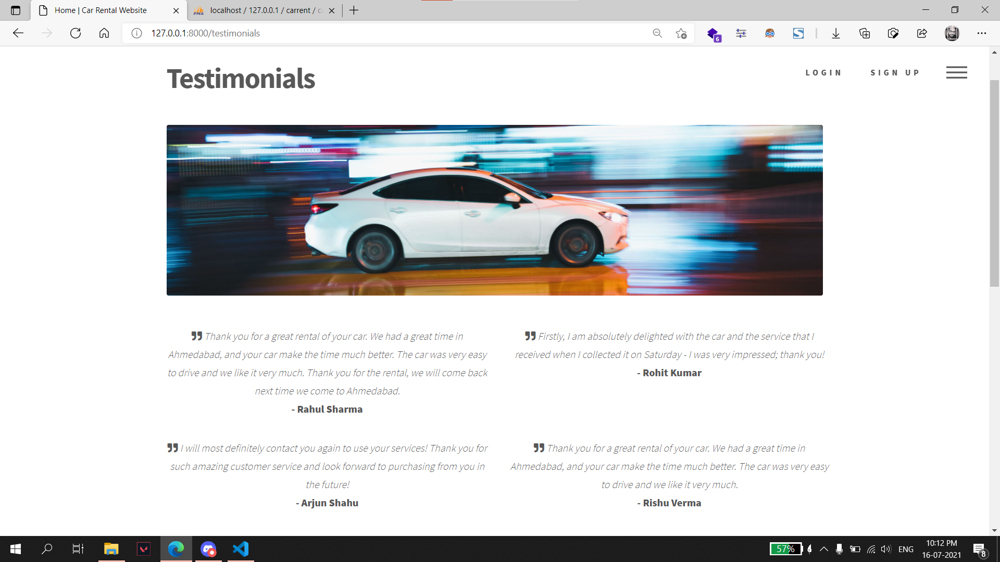 Home | Car Rental Website
localhost / 127.0.0.1 / carrent / c
127.0.0.1:8000/testimonials
6
Testimonials
LOGIN
SIGN UP
Thank you for a great rental of your car. We had a great time in
Ahmedabad, and your car make the time much better. The car was very easy
to drive and we like it very much. Thank you for the rental, we will come back
next time we come to Ahmedabad.
- Rahul Sharma
Firstly, I am absolutely delighted with the car and the service that I
received when I collected it on Saturday - I was very impressed; thank you!
- Rohit Kumar
I will most definitely contact you again to use your services! Thank you for
such amazing customer service and look forward to purchasing from you in
the future!
- Arjun Shahu
Thank you for a great rental of your car. We had a great time in
Ahmedabad, and your car make the time much better. The car was very easy
to drive and we like it very much.
- Rishu Verma
57%
ENG
10:12 PM
16-07-2021
8